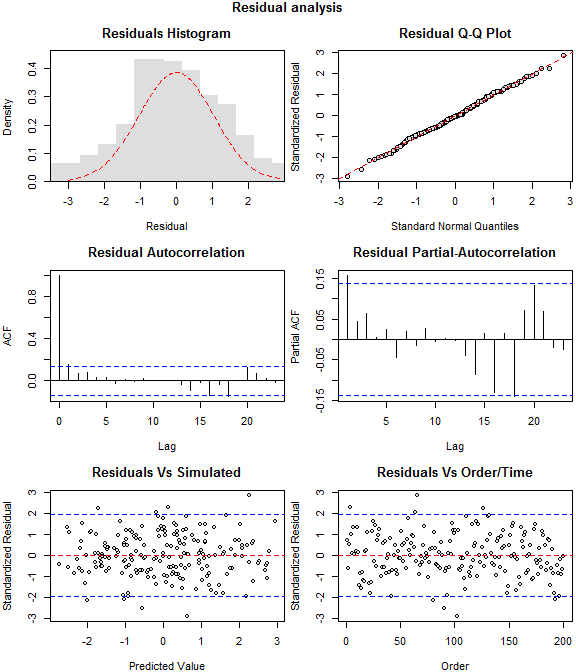 Residual analysis
Residuals Histogram
Density
0.0 0.1 0.2 0.3 0.4
-3 -2 -1 0 1 2
Residual
Residual Q-Q Plot
Standardized Residual
-3 -2 -1 0 1 2 3
-3 -2 -1 0 1 2 3
Standard Normal Quantiles
Residual Autocorrelation
ACF
0.0 0.4 0.8
0 5 10 15 20
Lag
Residual Partial-Autocorrelation
Partial ACF
-0.15 -0.05 0.05 0.15
5 10 15 20
Lag
Residuals Vs Simulated
Standardized Residual
-3 -2 -1 0 1 2 3
-2 -1 0 1 2 3
Predicted Value
Residuals Vs Order/Time
Standardized Residual
-3 -2 -1 0 1 2 3
0 50 100 150 200
Order